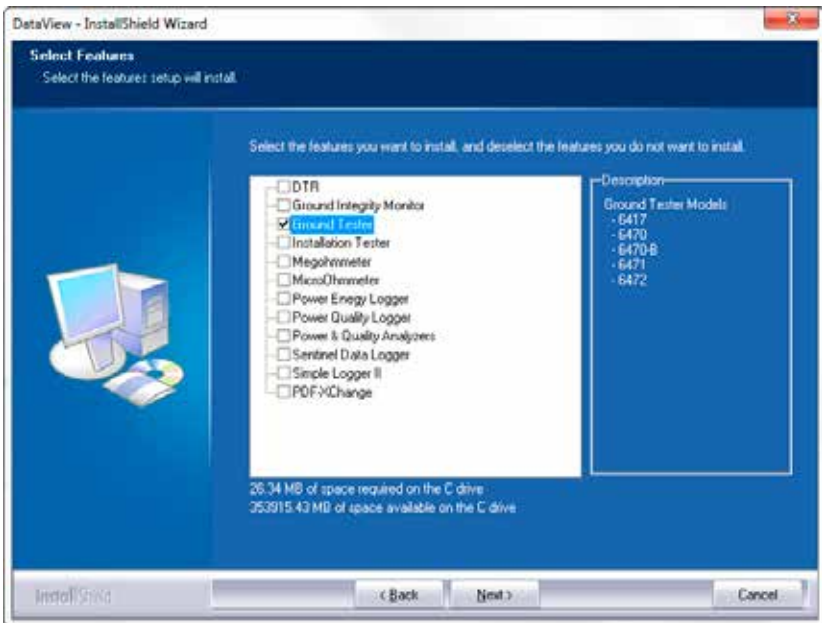 DataView - InstallShield Wizard
Select Features
Select the features setup will install.
Select the features you want to install, and deselect the features you do not want to install.
DTR
Ground Integrity Monitor
Ground Tester
Installation Tester
Megohmmeter
MicroOhmmeter
Power Enegy Logger
Power Quality Logger
Power & Quality Analyzers
Sentinel Data Logger
Simple Logger II
PDF-XChange
Description
Ground Tester Models
- 6417
- 6470
- 6470-B
- 6471
- 6472
26.34 MB of space required on the C drive
353915.43 MB of space available on the C drive
InstallShield
< Back
Next >
Cancel